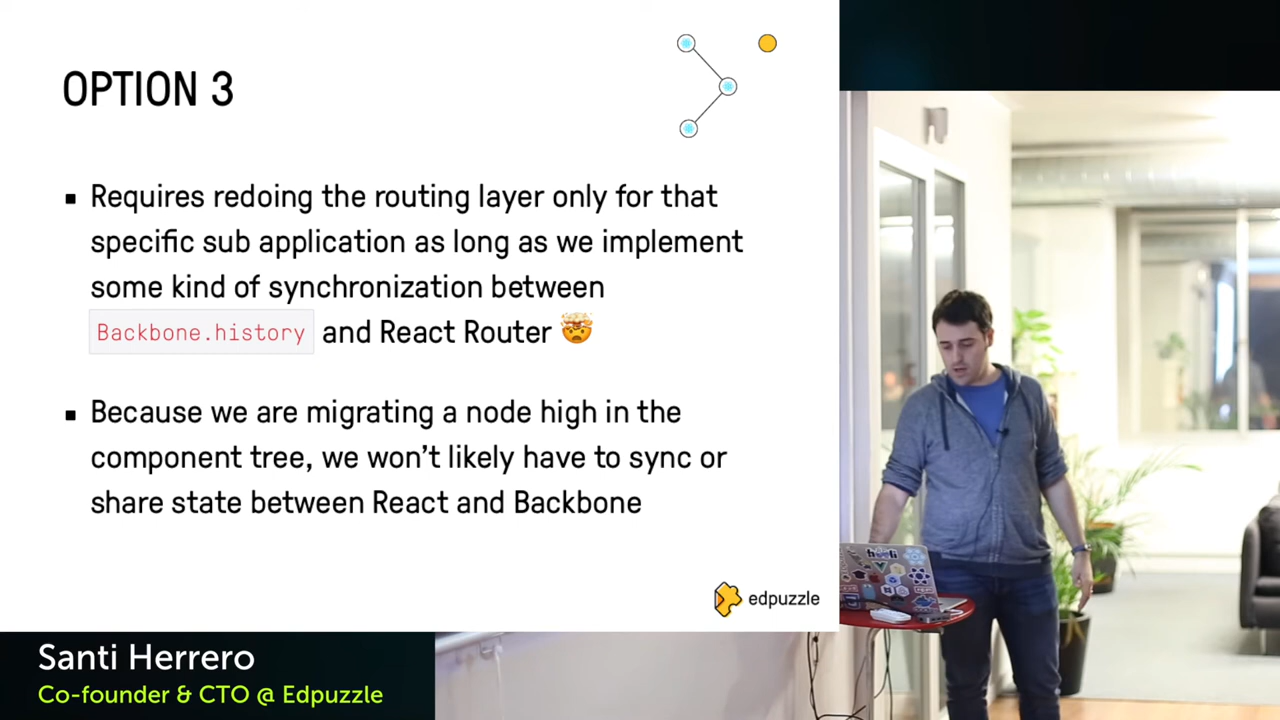 OPTION 3
▪ Requires redoing the routing layer only for that
specific sub application as long as we implement
some kind of synchronization between
Backbone.history and React Router 🤯
▪ Because we are migrating a node high in the
component tree, we won't likely have to sync or
share state between React and Backbone
edpuzzle
Santi Herrero
Co-founder & CTO @ Edpuzzle